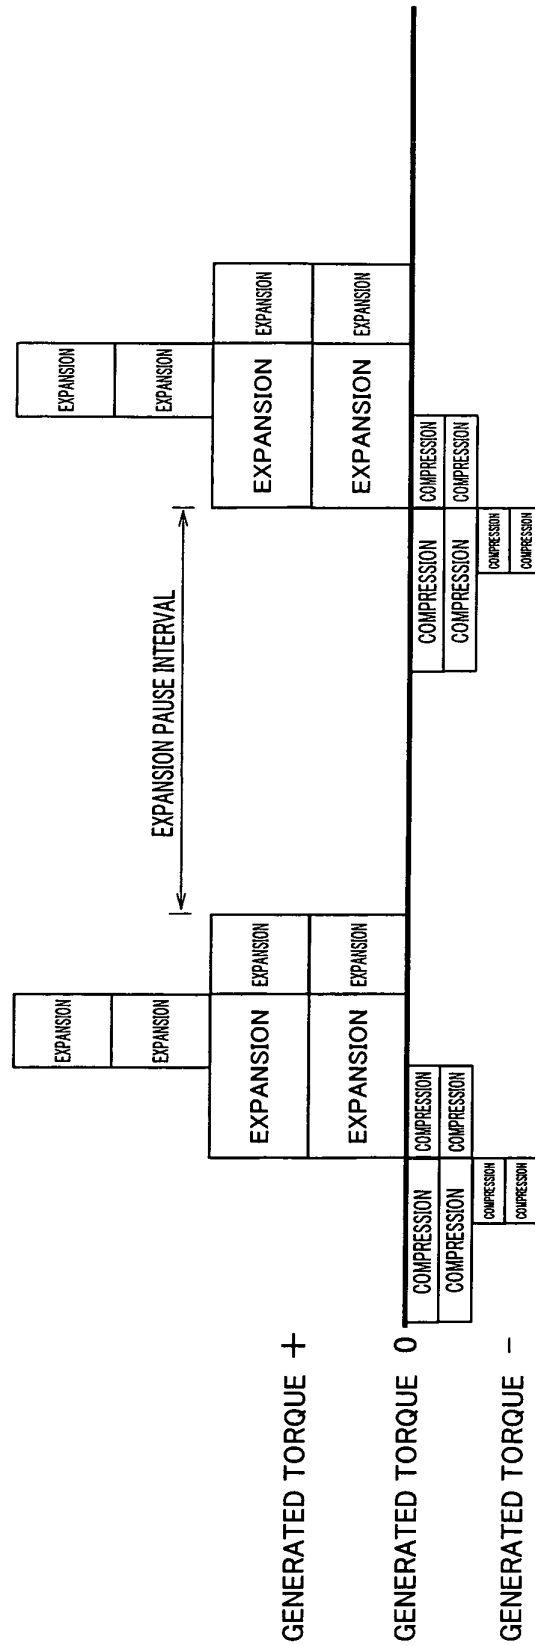 EXPANSION
EXPANSION
EXPANSION
EXPANSION PAUSE INTERVAL
EXPANSION
EXPANSION
EXPANSION
EXPANSION
EXPANSION
GENERATED TORQUE +
EXPANSION
EXPANSION
EXPANSION
EXPANSION
GENERATED TORQUE 0
COMPRESSION
COMPRESSION
COMPRESSION
COMPRESSION
COMPRESSION
COMPRESSION
COMPRESSION
COMPRESSION
COMPRESSION
COMPRESSION
GENERATED TORQUE −
COMPRESSION
COMPRESSION